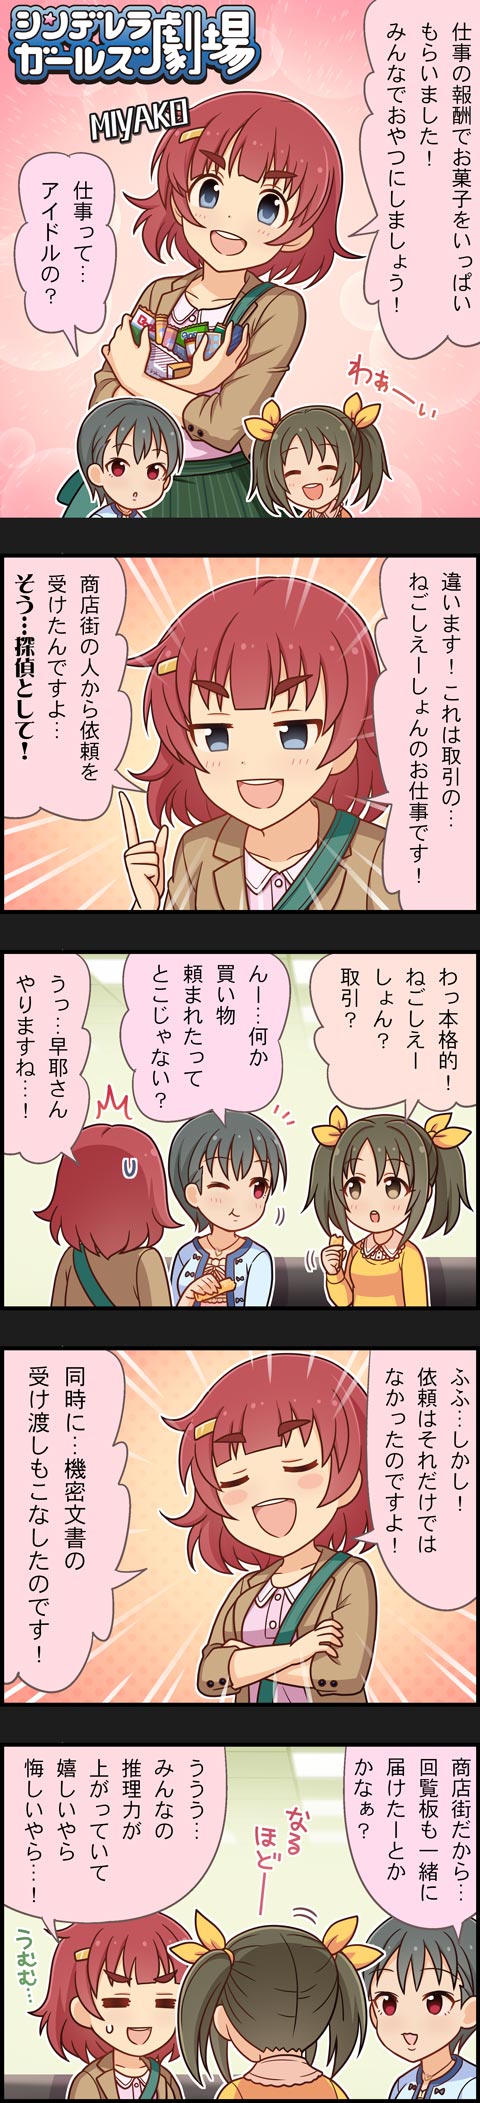 シンデレラ
ガールズ劇場
MIYAKO
仕事の報酬でお菓子をいっぱい
もらいました！
みんなでおやつにしましょう！
仕事って…
アイドルの？
わぁーい
違います！これは取引の…
ねごしえーしょんのお仕事です！
商店街の人から依頼を
受けたんですよ…
そう…探偵として！
わっ本格的！
ねごしえー
しょん？
取引？
んー…何か
買い物
頼まれたって
とこじゃない？
うっ…早耶さん
やりますね…！
ふふ…しかし！
依頼はそれだけでは
なかったのですよ！
同時に…機密文書の
受け渡しもこなしたのです！
商店街だから…
回覧板も一緒に
届けたーとか
かなぁ？
なる
ほどー
ううう…
みんなの
推理力が
上がっていて
嬉しいやら
悔しいやら…！
うむむ…